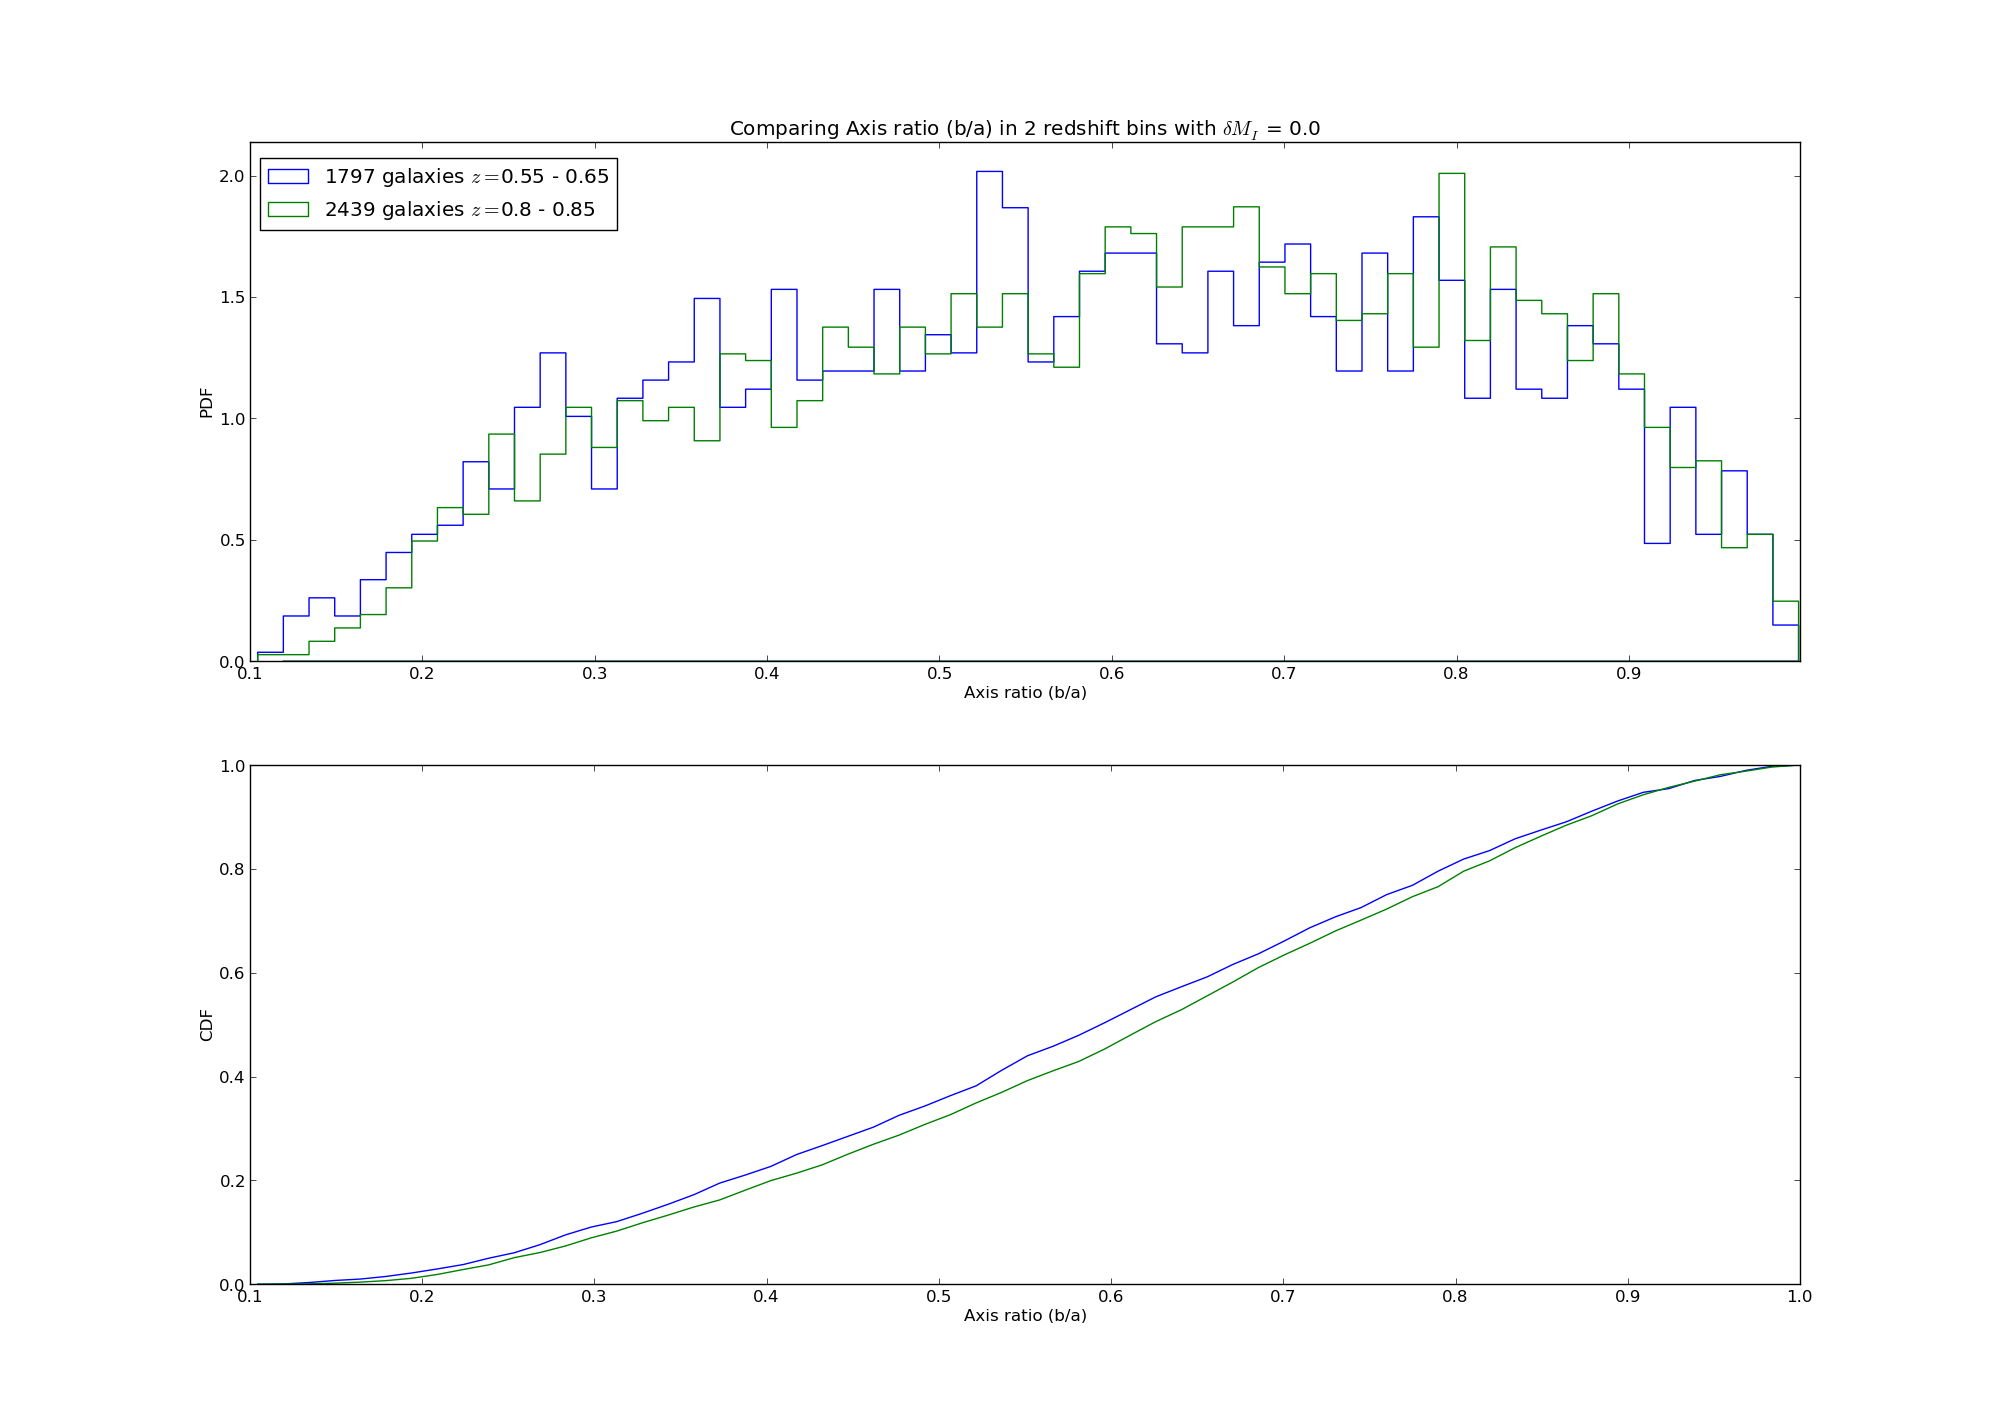 Comparing Axis ratio (b/a) in 2 redshift bins with δM_I = 0.0
1797 galaxies z=0.55 - 0.65
2439 galaxies z=0.8 - 0.85
2.0
1.5
1.0
0.5
0.0
PDF
0.1 0.2 0.3 0.4 0.5 0.6 0.7 0.8 0.9
Axis ratio (b/a)
1.0
0.8
0.6
0.4
0.2
0.0
CDF
0.1 0.2 0.3 0.4 0.5 0.6 0.7 0.8 0.9 1.0
Axis ratio (b/a)